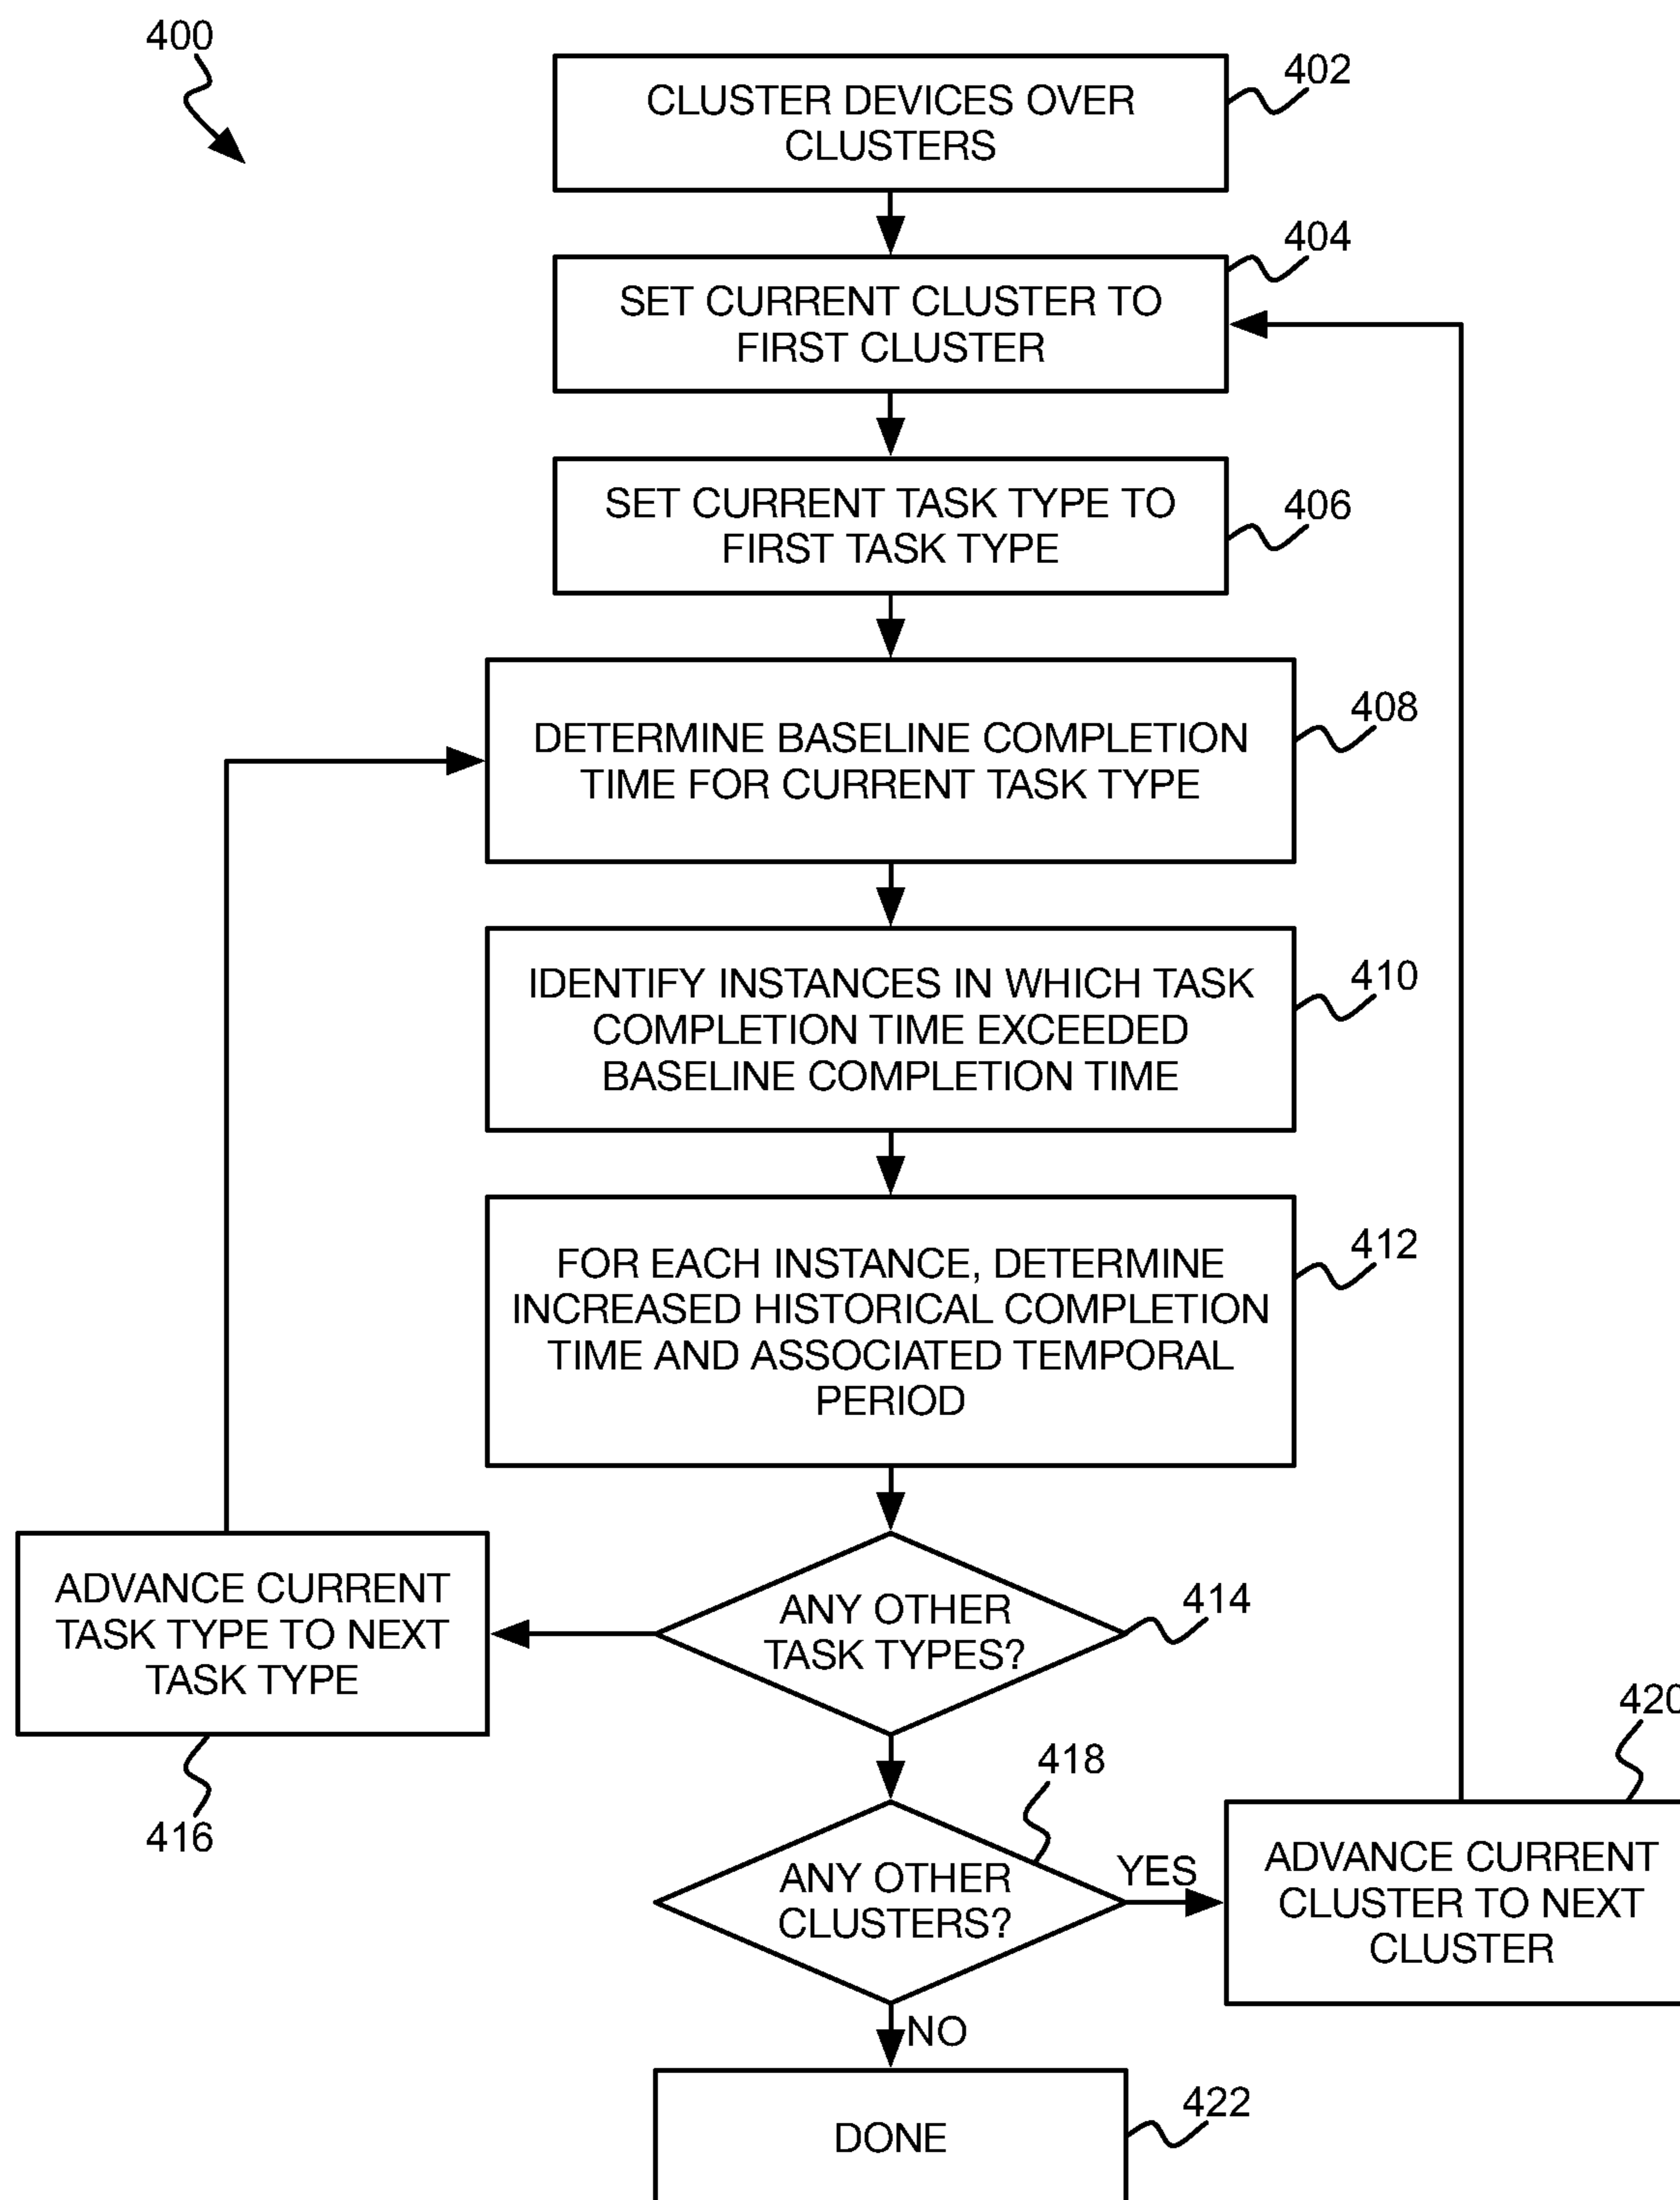 400
402
CLUSTER DEVICES OVER
CLUSTERS
404
SET CURRENT CLUSTER TO
FIRST CLUSTER
406
SET CURRENT TASK TYPE TO
FIRST TASK TYPE
408
DETERMINE BASELINE COMPLETION
TIME FOR CURRENT TASK TYPE
410
IDENTIFY INSTANCES IN WHICH TASK
COMPLETION TIME EXCEEDED
BASELINE COMPLETION TIME
412
FOR EACH INSTANCE, DETERMINE
INCREASED HISTORICAL COMPLETION
TIME AND ASSOCIATED TEMPORAL
PERIOD
414
ANY OTHER
TASK TYPES?
ADVANCE CURRENT
TASK TYPE TO NEXT
TASK TYPE
416
418
ANY OTHER
CLUSTERS?
YES
420
ADVANCE CURRENT
CLUSTER TO NEXT
CLUSTER
NO
422
DONE